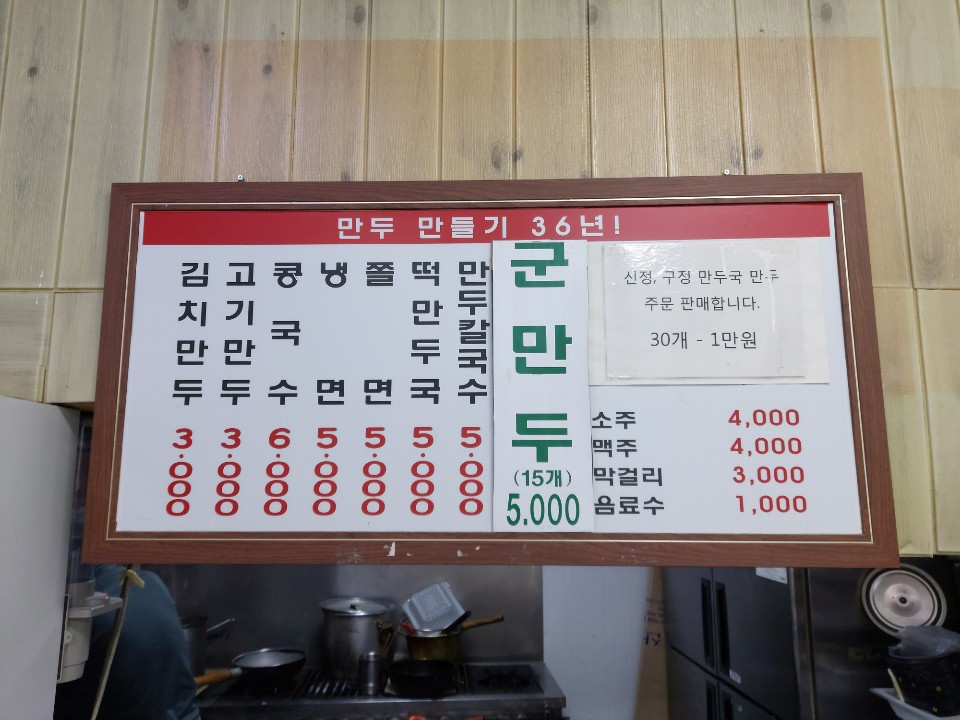 만두 만들기 36년!
김치만두 3.000
고기만두 3.000
콩국수 6.000
냉면 5.000
쫄면 5.000
떡만두국 5.000
만두칼국수 5.000
군만두
(15개)
5.000
신정, 구정 만두국 만두
주문 판매합니다.
30개 - 1만원
소주 4,000
맥주 4,000
막걸리 3,000
음료수 1,000